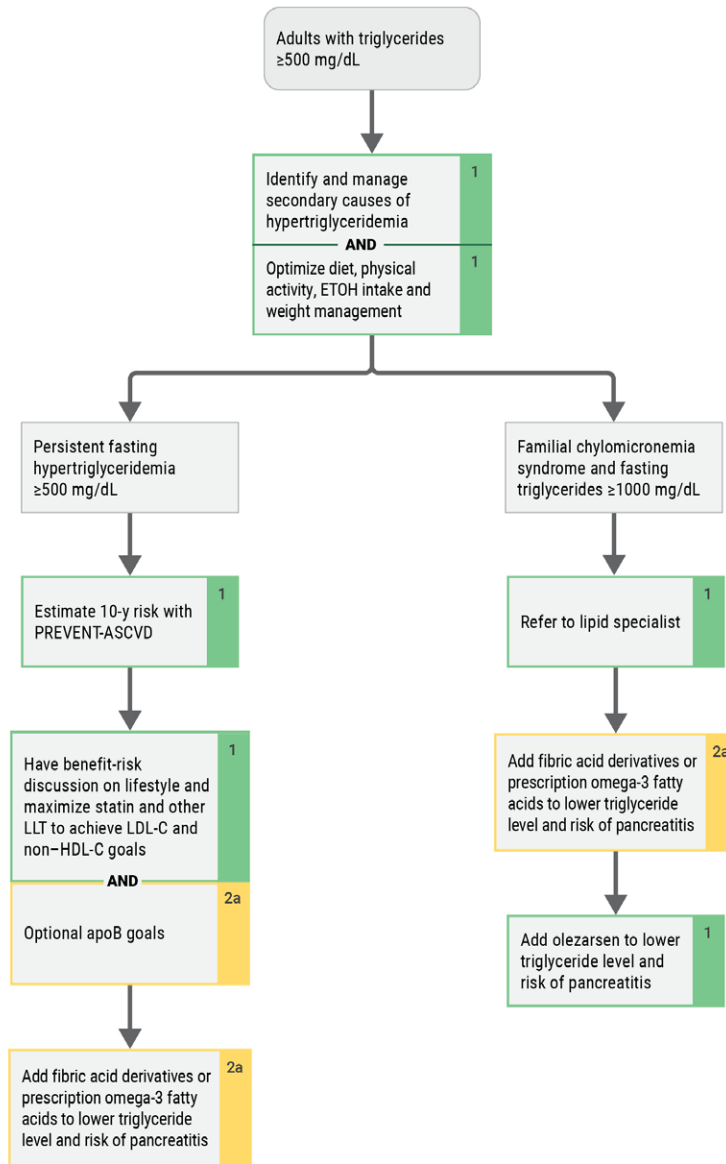 Adults with triglycerides
≥500 mg/dL
Identify and manage
secondary causes of
hypertriglyceridemia
1
AND
Optimize diet, physical
activity, ETOH intake and
weight management
1
Persistent fasting
hypertriglyceridemia
≥500 mg/dL
Estimate 10-y risk with
PREVENT-ASCVD
1
Have benefit-risk
discussion on lifestyle and
maximize statin and other
LLT to achieve LDL-C and
non–HDL-C goals
1
AND
Optional apoB goals
2a
Add fibric acid derivatives or
prescription omega-3 fatty
acids to lower triglyceride
level and risk of pancreatitis
2a
Familial chylomicronemia
syndrome and fasting
triglycerides ≥1000 mg/dL
Refer to lipid specialist
1
Add fibric acid derivatives or
prescription omega-3 fatty
acids to lower triglyceride
level and risk of pancreatitis
2a
Add olezarsen to lower
triglyceride level and
risk of pancreatitis
1